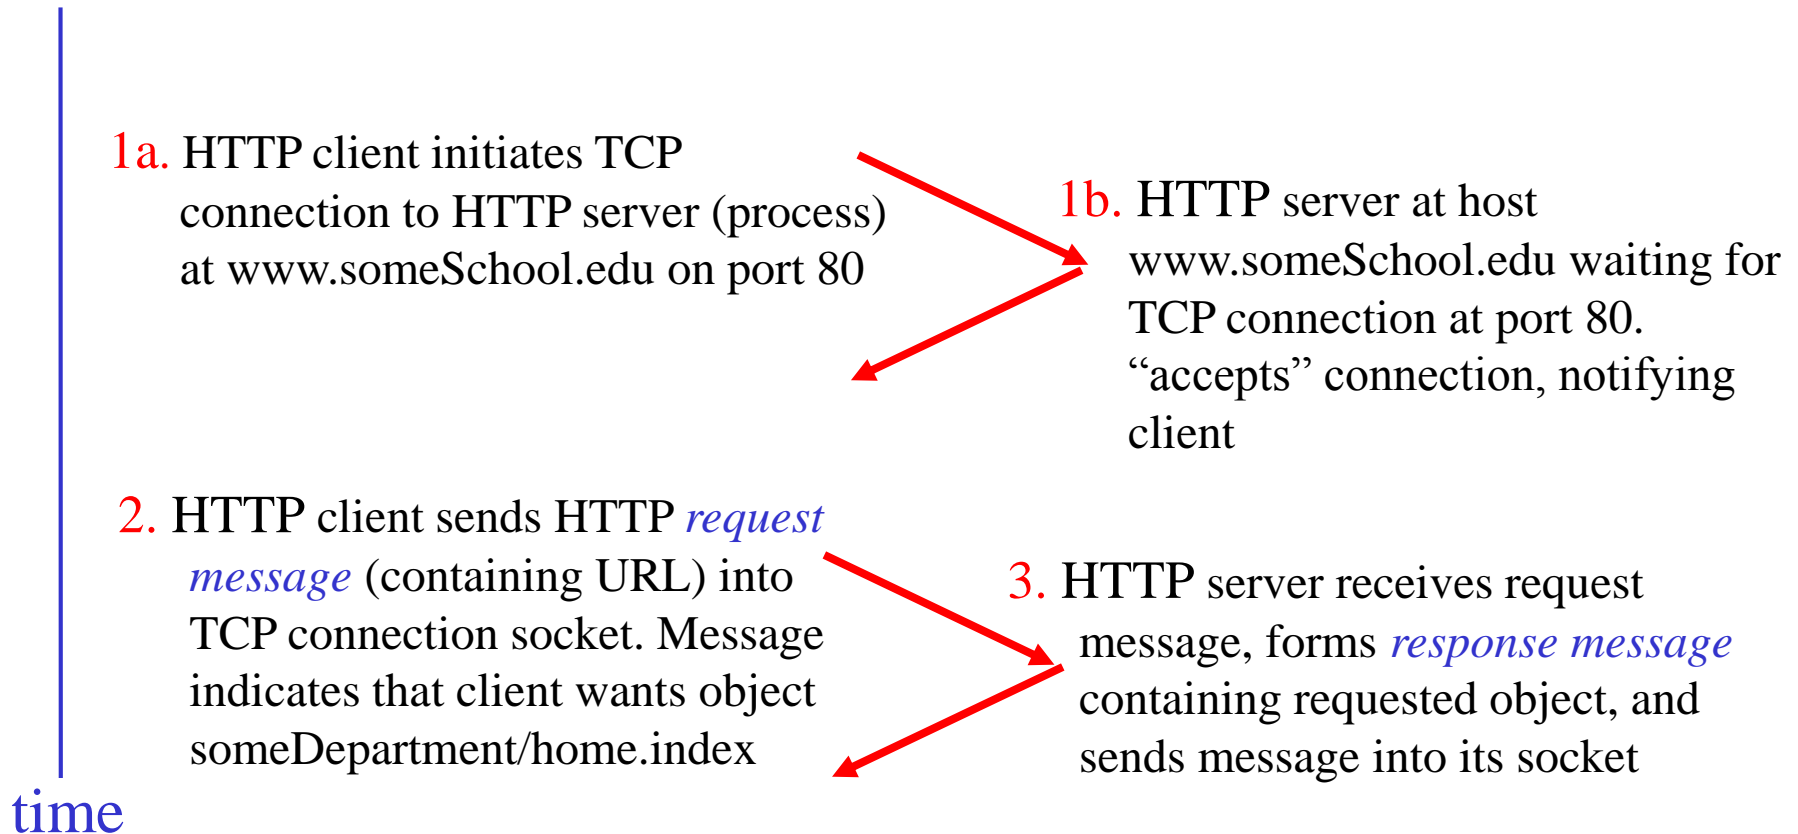 1a. HTTP client initiates TCP
connection to HTTP server (process)
at www.someSchool.edu on port 80
1b. HTTP server at host
www.someSchool.edu waiting for
TCP connection at port 80.
“accepts” connection, notifying
client
2. HTTP client sends HTTP request
message (containing URL) into
TCP connection socket. Message
indicates that client wants object
someDepartment/home.index
3. HTTP server receives request
message, forms response message
containing requested object, and
sends message into its socket
time